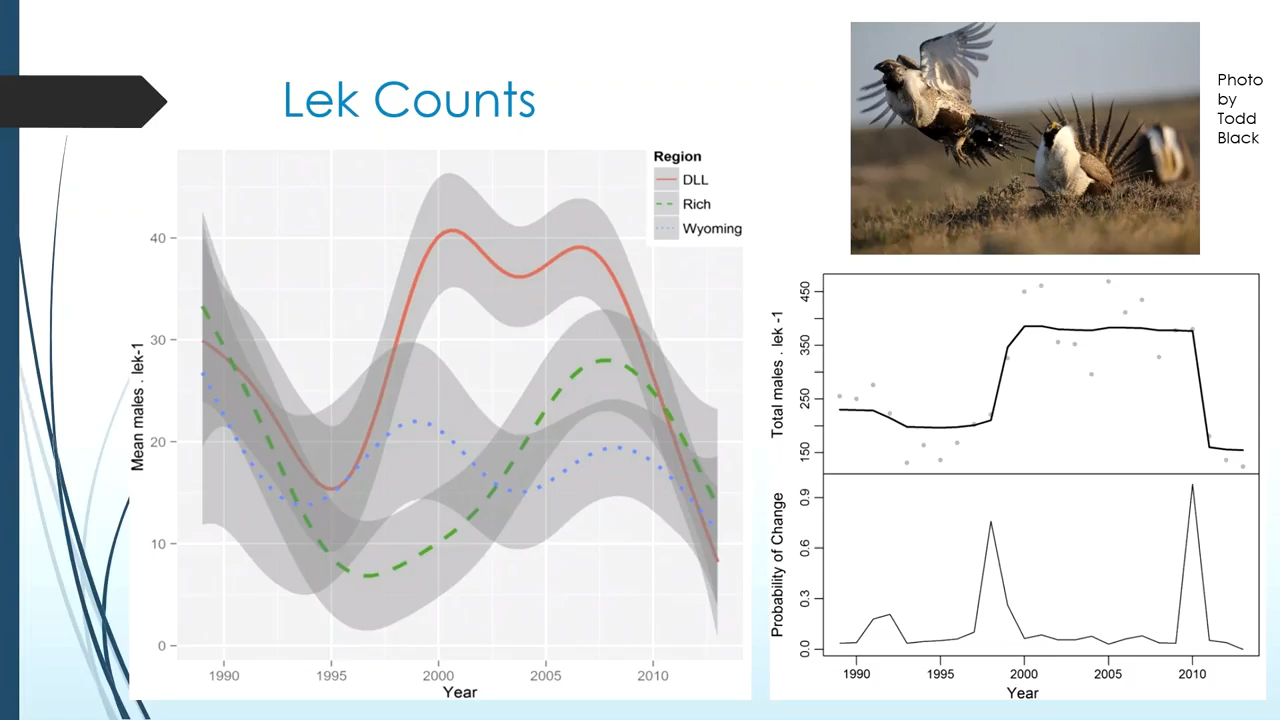 Lek Counts
Photo
by
Todd
Black
Region
DLL
Rich
Wyoming
Mean males . lek-1
40
30
20
10
0
1990
1995
2000
2005
2010
Year
Total males . lek -1
450
350
250
150
Probability of Change
0.9
0.6
0.3
0.0
1990
1995
2000
2005
2010
Year